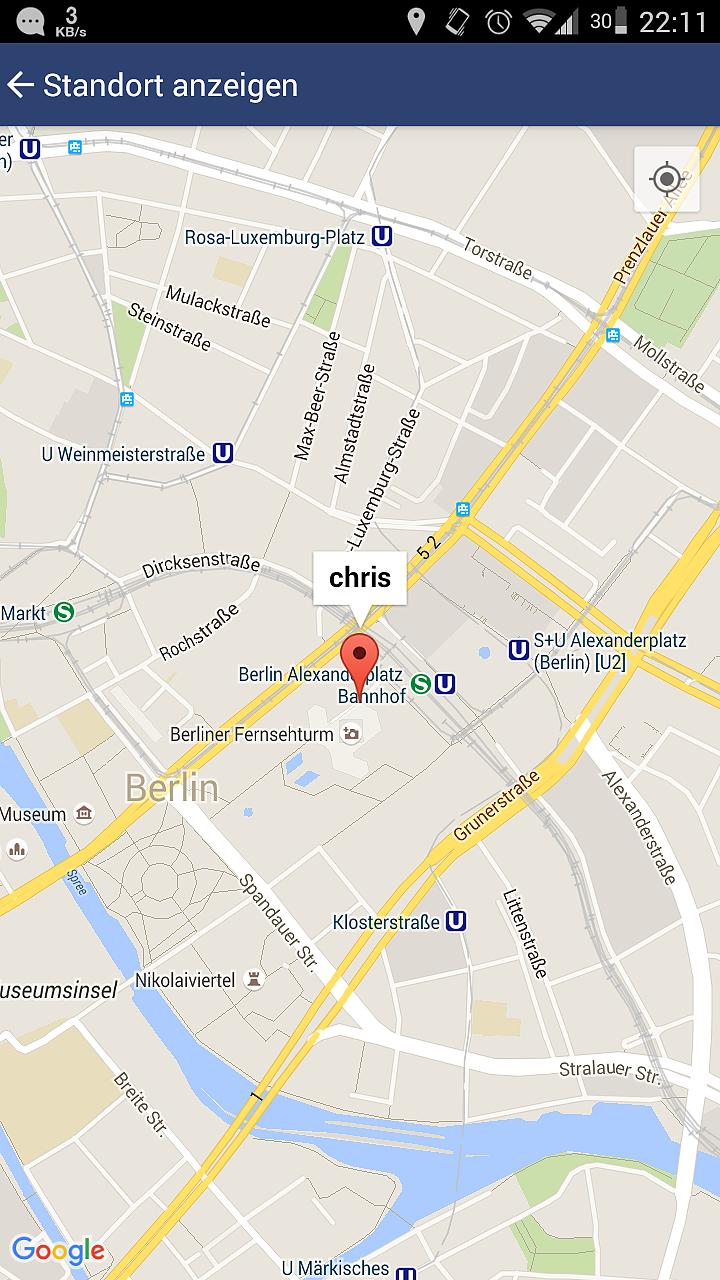 3
KB/s
30
22:11
Standort anzeigen
er
n)
U
Rosa-Luxemburg-Platz U
Torstraße
Prenzlauer Allee
Mulackstraße
Steinstraße
Mollstraße
Max-Beer-Straße
Almstadtstraße
-Luxemburg-Straße
U Weinmeisterstraße U
5 2
Dircksenstraße
chris
Markt S
Rochstraße
U S+U Alexanderplatz
(Berlin) [U2]
Berlin Alexanderplatz
Bahnhof S U
Berliner Fernsehturm
Berlin
Museum
Grunerstraße
Alexanderstraße
Spree
Spandauer Str.
Littenstraße
Klosterstraße U
Nikolaiviertel
useumsinsel
Stralauer Str.
Breite Str.
1
Google
U Märkisches
U